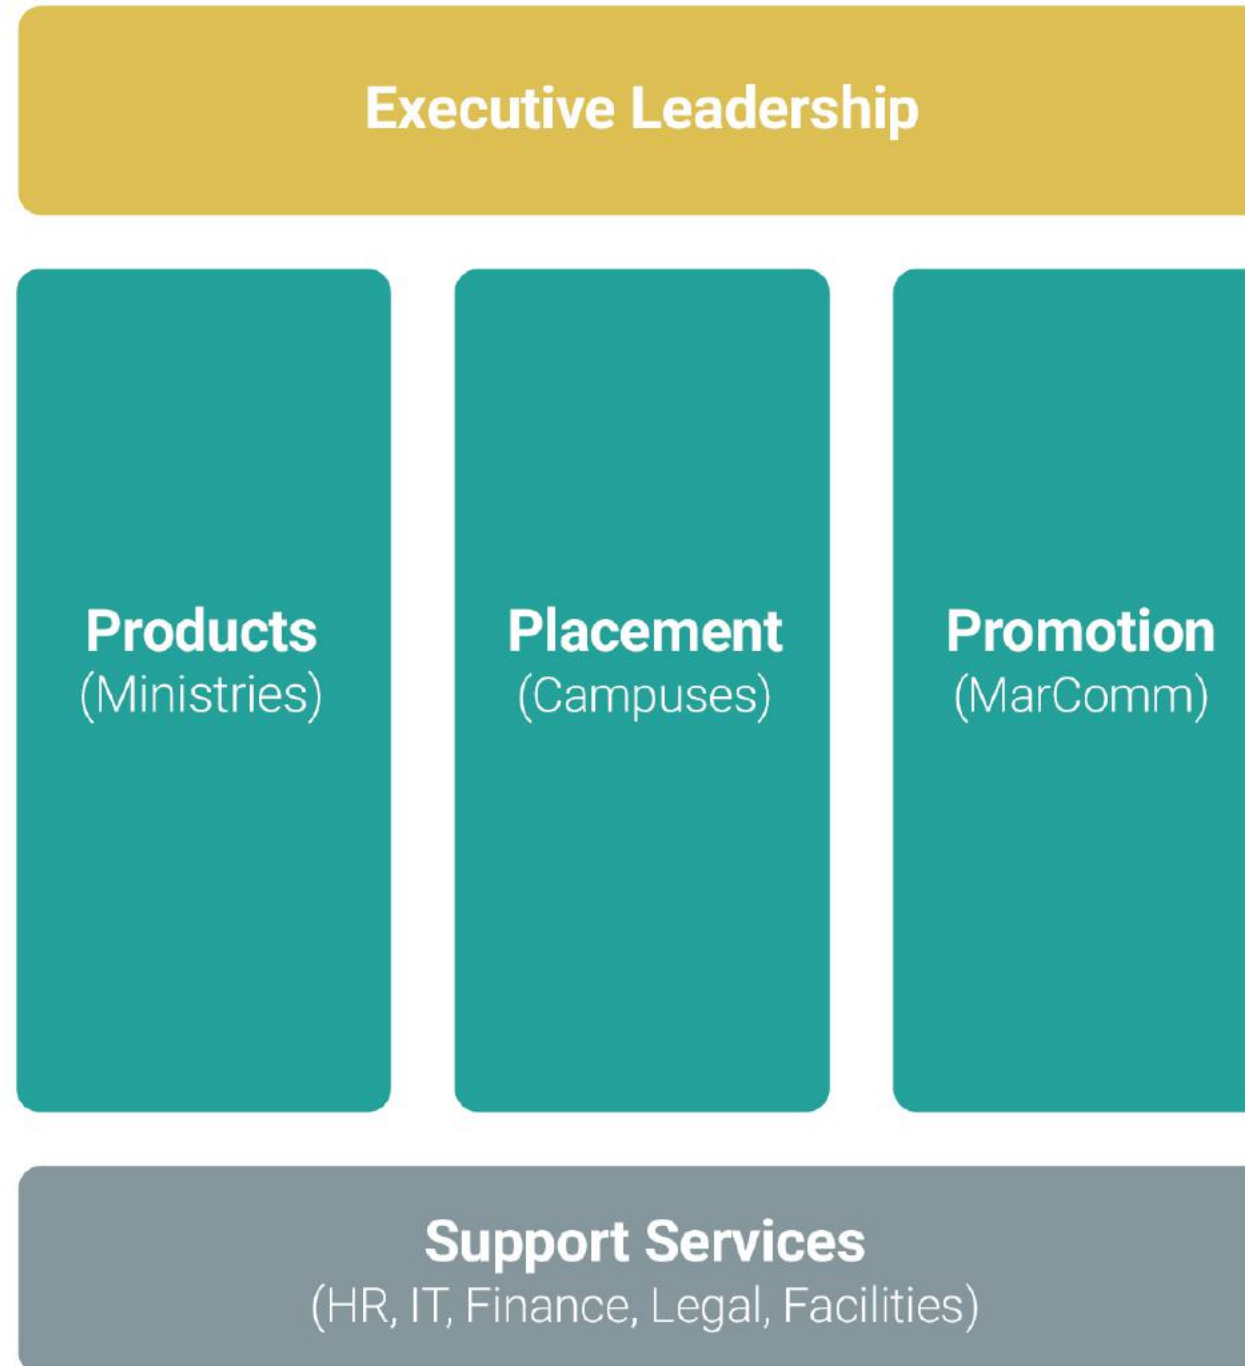 Executive Leadership
Products
(Ministries)
Placement
(Campuses)
Promotion
(MarComm)
Support Services
(HR, IT, Finance, Legal, Facilities)